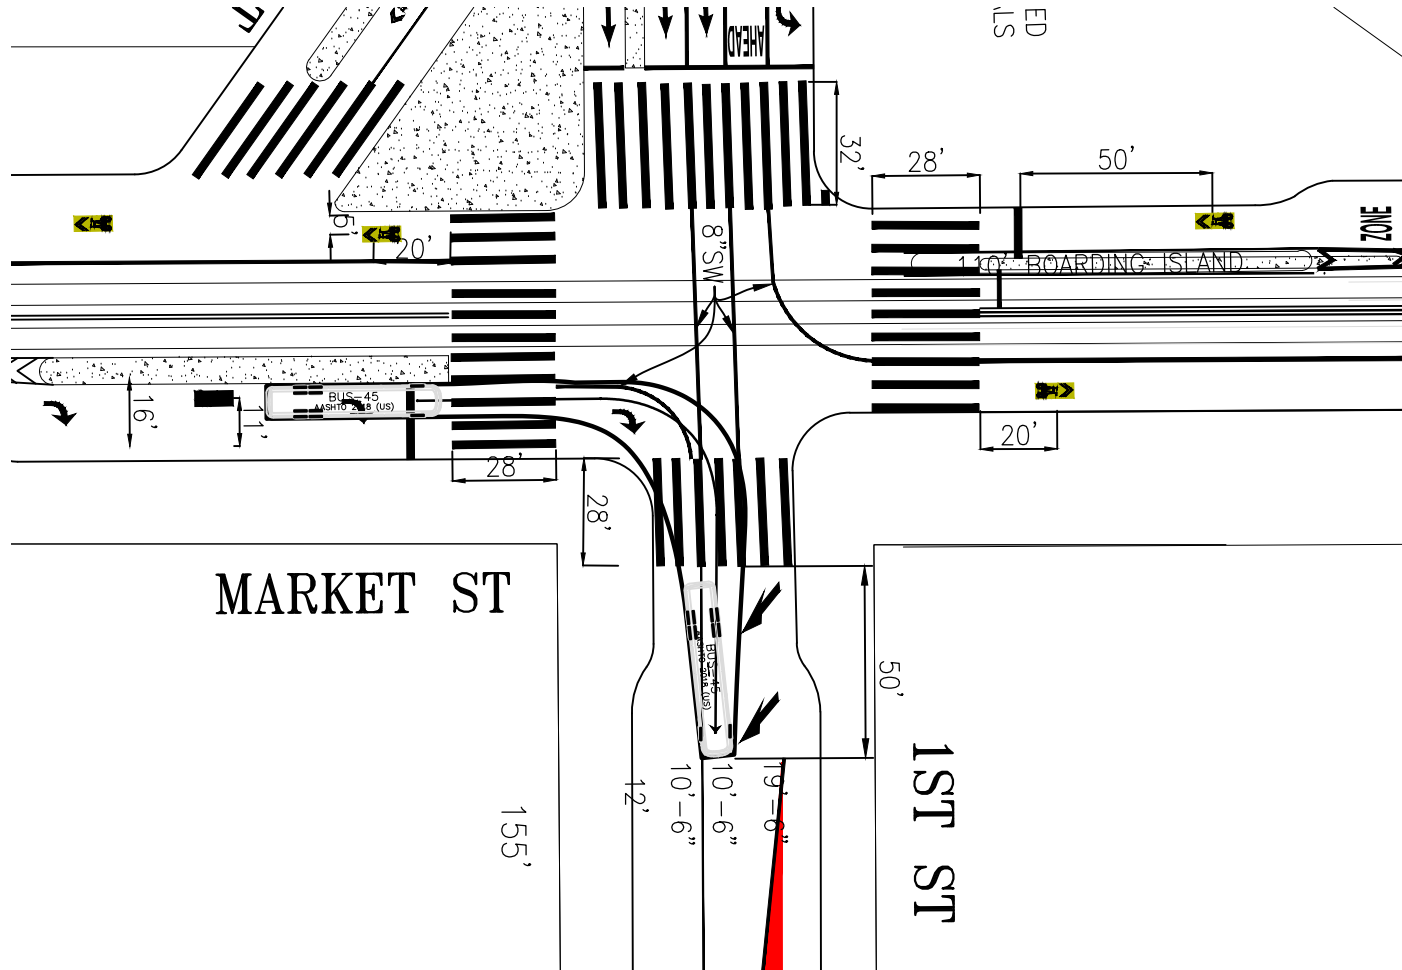 AHEAD
ED
LS
32'
28'
50'
5'
20'
8"SW
ZONE
110' BOARDING ISLAND
16'
11'
BUS-45
AASHTO 2018 (US)
20'
28'
28'
MARKET ST
BUS-45
AASHTO 2018 (US)
50'
12'
10'-6"
10'-6"
19'-6"
155'
1ST ST